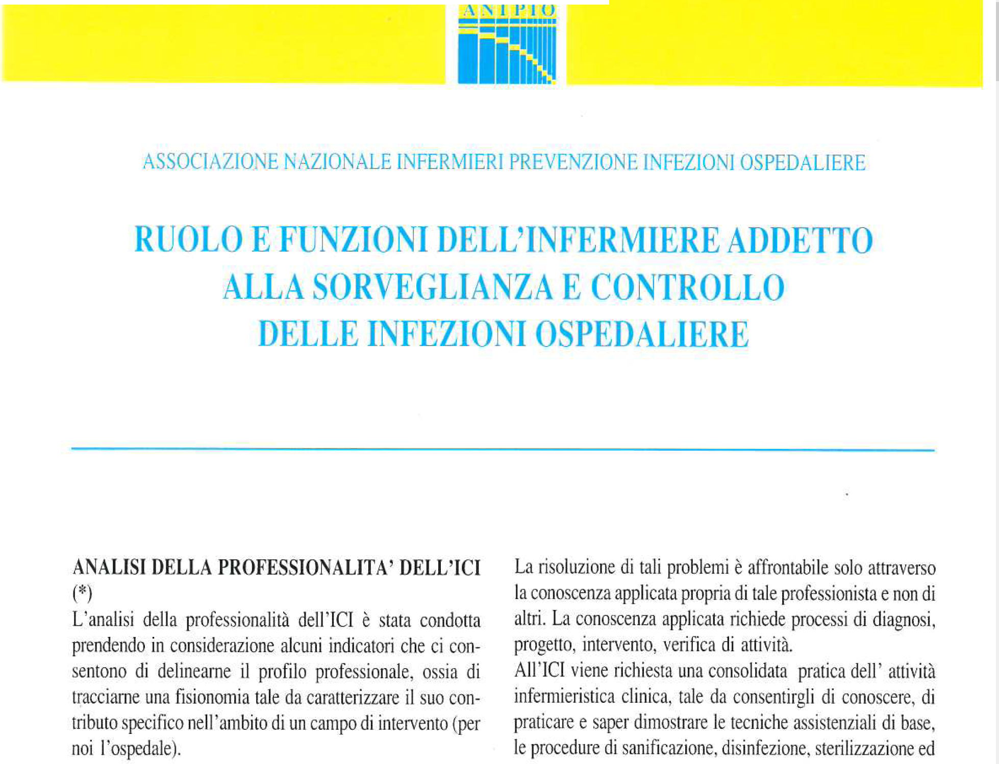 ANIPIO
ASSOCIAZIONE NAZIONALE INFERMIERI PREVENZIONE INFEZIONI OSPEDALIERE
RUOLO E FUNZIONI DELL'INFERMIERE ADDETTO
ALLA SORVEGLIANZA E CONTROLLO
DELLE INFEZIONI OSPEDALIERE
ANALISI DELLA PROFESSIONALITA' DELL'ICI
(*)
L'analisi della professionalità dell'ICI è stata condotta
prendendo in considerazione alcuni indicatori che ci con-
sentono di delinearne il profilo professionale, ossia di
tracciarne una fisionomia tale da caratterizzare il suo con-
tributo specifico nell'ambito di un campo di intervento (per
noi l'ospedale).
La risoluzione di tali problemi è affrontabile solo attraverso
la conoscenza applicata propria di tale professionista e non di
altri. La conoscenza applicata richiede processi di diagnosi,
progetto, intervento, verifica di attività.
All'ICI viene richiesta una consolidata pratica dell' attività
infermieristica clinica, tale da consentirgli di conoscere, di
praticare e saper dimostrare le tecniche assistenziali di base,
le procedure di sanificazione, disinfezione, sterilizzazione ed